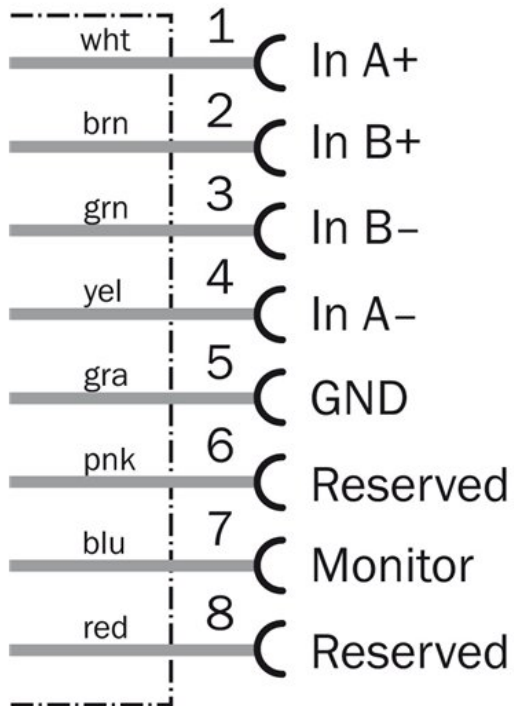 wht 1 In A+
brn 2 In B+
grn 3 In B–
yel 4 In A–
gra 5 GND
pnk 6 Reserved
blu 7 Monitor
red 8 Reserved